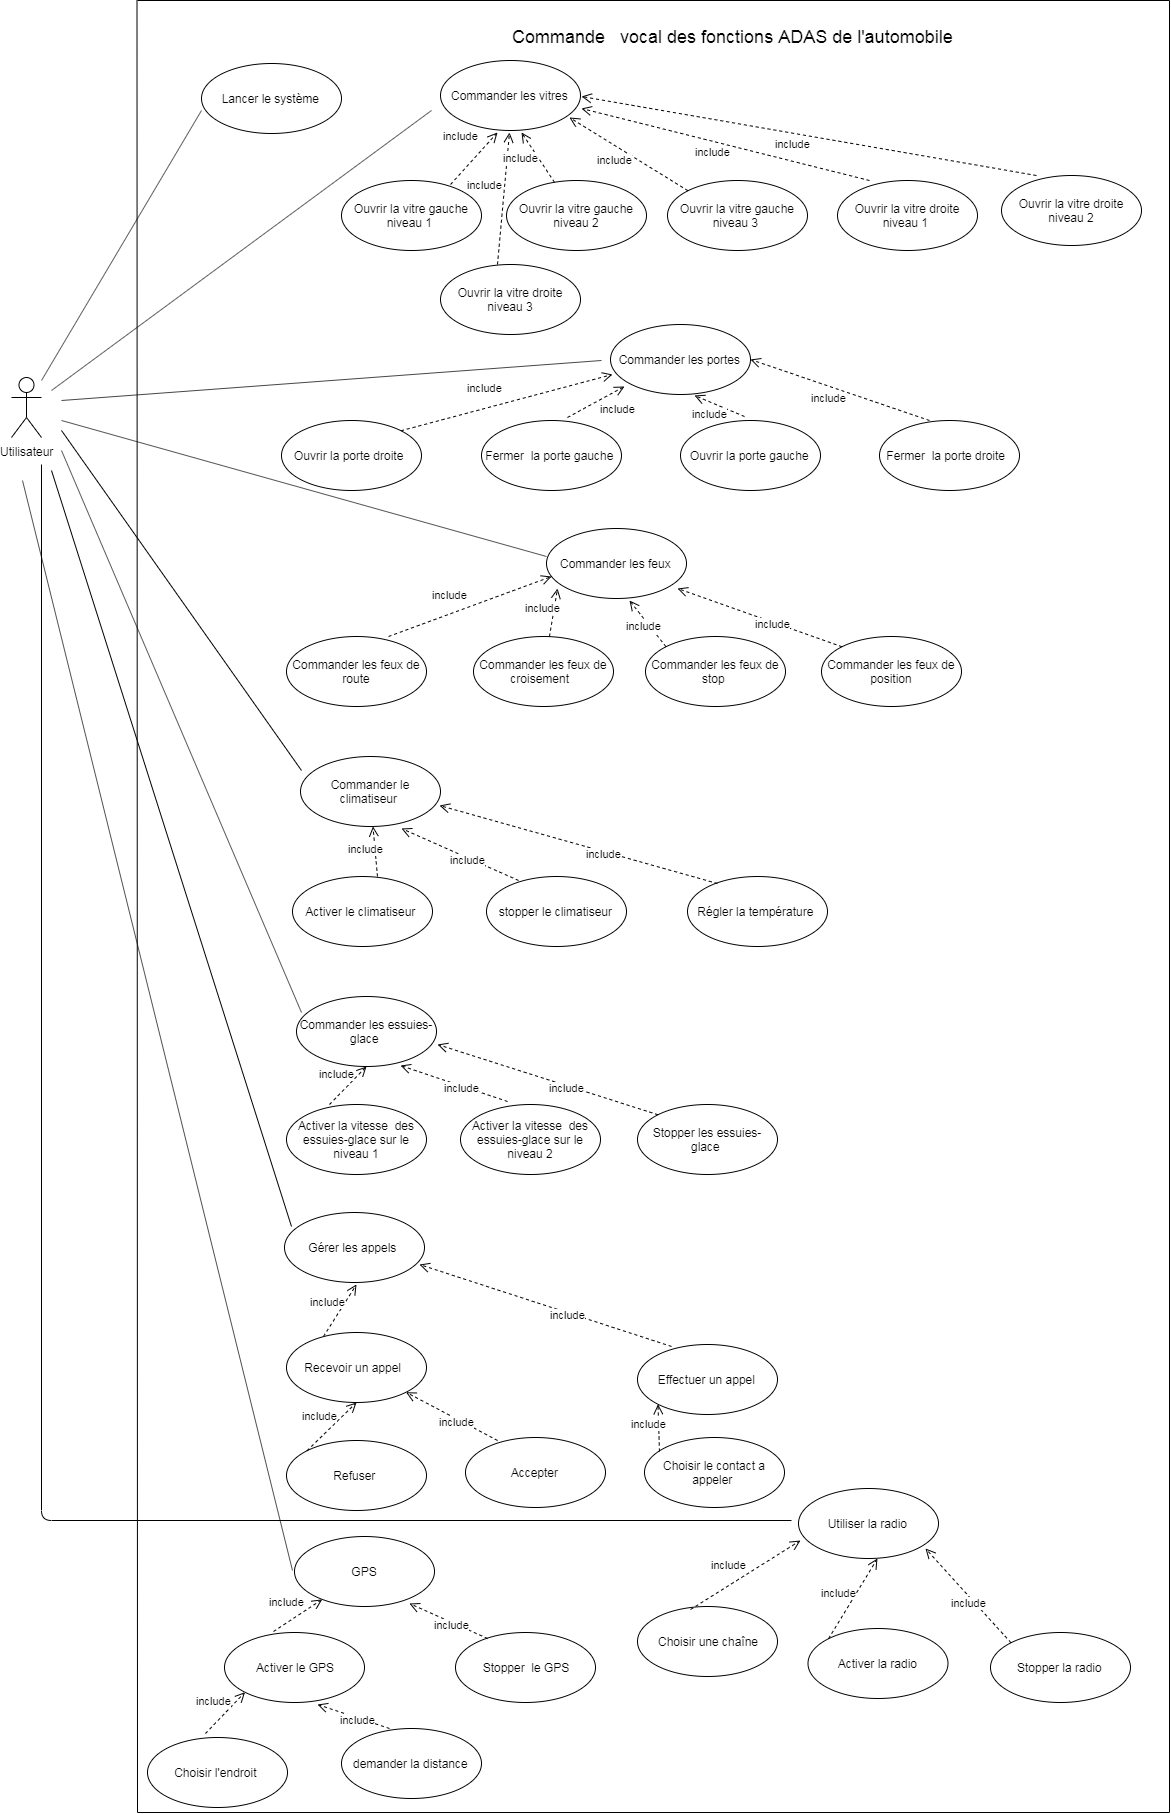 Commande   vocal des fonctions ADAS de l'automobile
Lancer le système
Commander les vitres
include
include
include
include
include
include
Ouvrir la vitre gauche
niveau 1
Ouvrir la vitre gauche
niveau 2
Ouvrir la vitre gauche
niveau 3
Ouvrir la vitre droite
niveau 1
Ouvrir la vitre droite
niveau 2
Ouvrir la vitre droite
niveau 3
Commander les portes
include
include
include
include
Utilisateur
Ouvrir la porte droite
Fermer  la porte gauche
Ouvrir la porte gauche
Fermer  la porte droite
Commander les feux
include
include
include
include
Commander les feux de
route
Commander les feux de
croisement
Commander les feux de
stop
Commander les feux de
position
Commander le
climatiseur
include
include
include
Activer le climatiseur
stopper le climatiseur
Régler la température
Commander les essuies-
glace
include
include
include
Activer la vitesse  des
essuies-glace sur le
niveau 1
Activer la vitesse  des
essuies-glace sur le
niveau 2
Stopper les essuies-
glace
Gérer les appels
include
include
Recevoir un appel
Effectuer un appel
include
include
include
Refuser
Accepter
Choisir le contact a
appeler
Utiliser la radio
GPS
include
include
include
include
include
Choisir une chaîne
Activer la radio
Stopper la radio
Activer le GPS
Stopper  le GPS
include
include
Choisir l'endroit
demander la distance